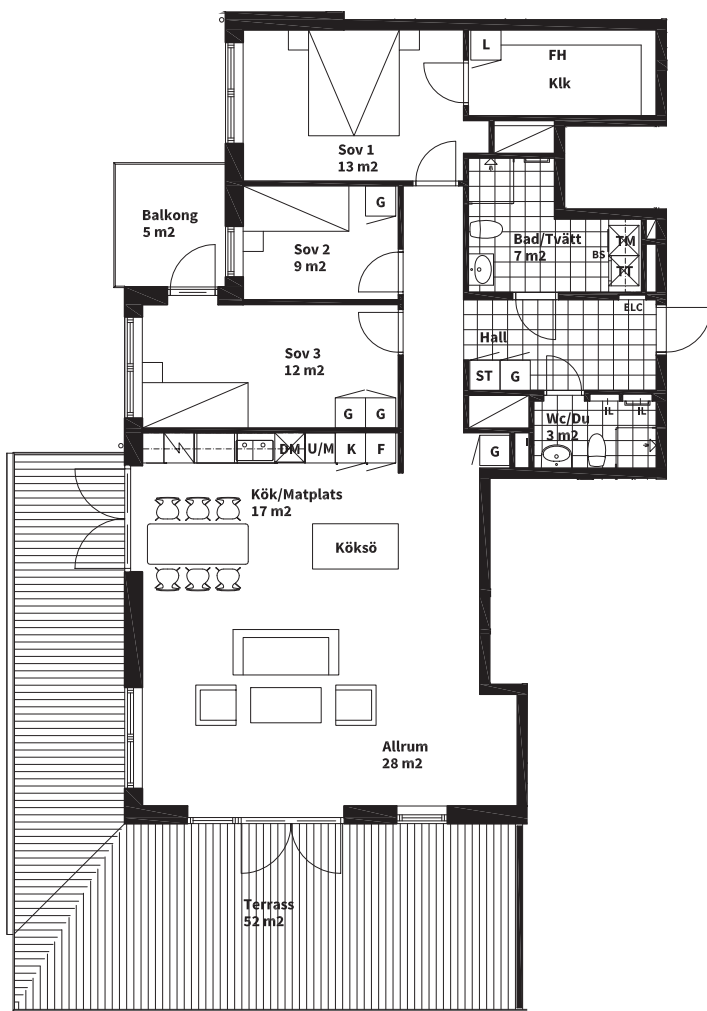 L
FH
Klk
Sov 1
13 m2
G
Balkong
5 m2
Sov 2
9 m2
Bad/Tvätt
7 m2
BS
TM
TT
ELC
Hall
Sov 3
12 m2
ST
G
G
G
Wc/Du
3 m2
IL
IL
DM
U/M
K
F
G
Kök/Matplats
17 m2
Köksö
Allrum
28 m2
Terrass
52 m2